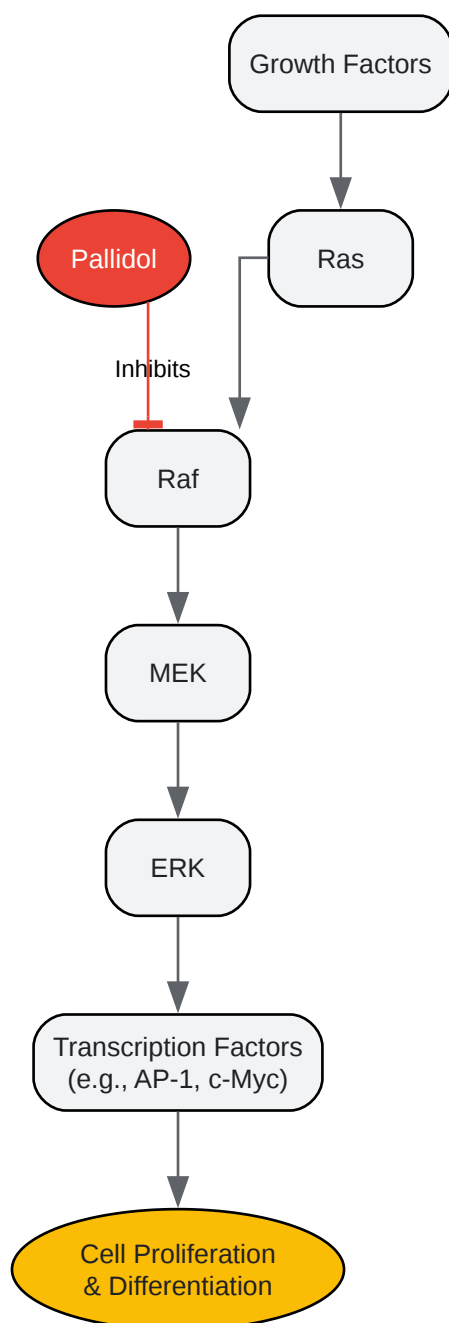 Growth Factors
Pallidol
Ras
Inhibits
Raf
MEK
ERK
Transcription Factors
(e.g., AP-1, c-Myc)
Cell Proliferation
& Differentiation